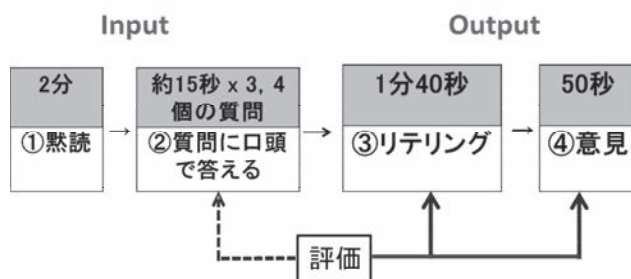 Input
Output
2分
約15秒 x 3, 4
個の質問
1分40秒
50秒
①黙読
→
②質問に口頭
で答える
→
③リテリング
→
④意見
評価